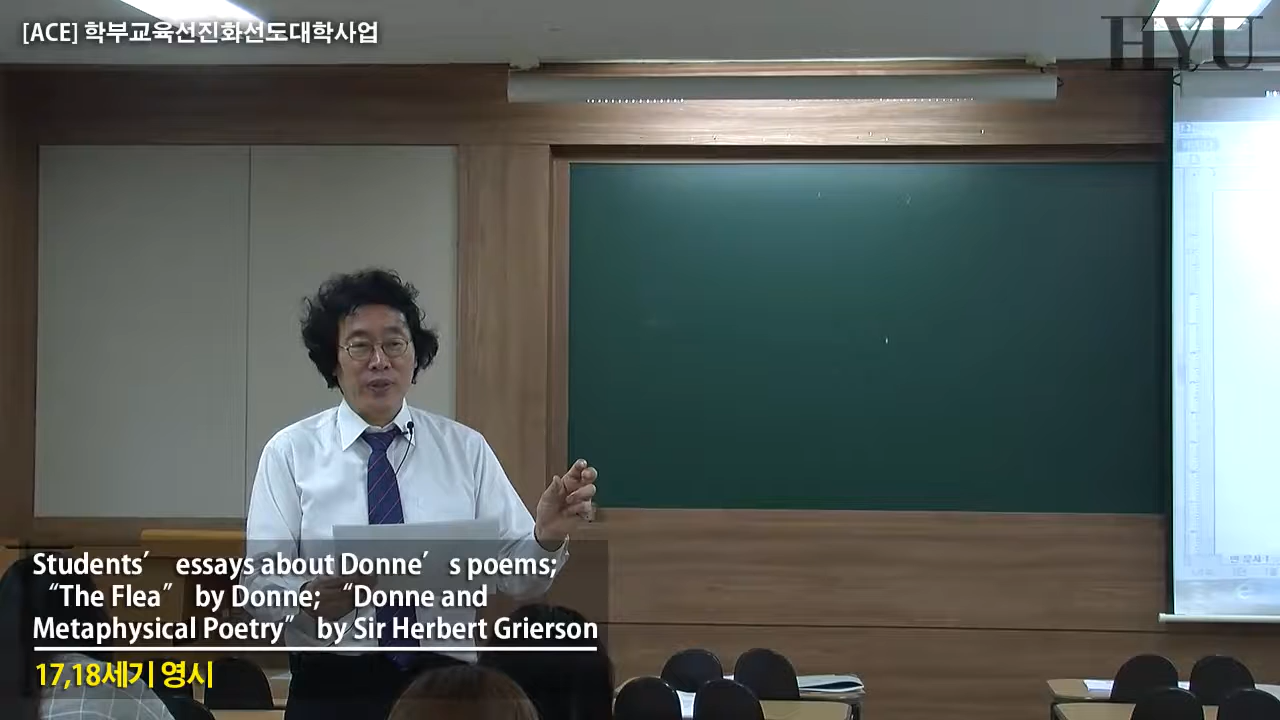 [ACE] 학부교육선진화선도대학사업
HYU
Students′ essays about Donne′s poems;
“The Flea” by Donne; “Donne and
Metaphysical Poetry” by Sir Herbert Grierson
17,18세기 영시